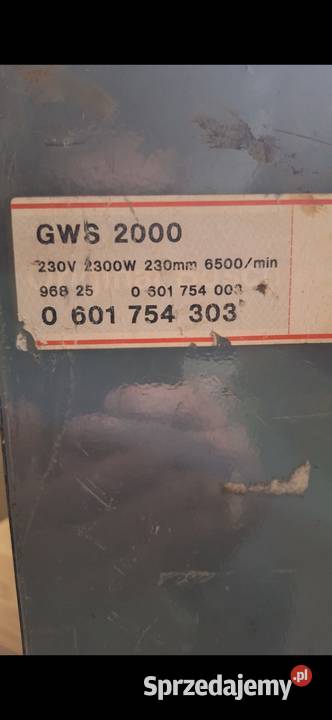 GWS 2000
230V 2300W 230mm 6500/min
968 25 0 601 754 003
0 601 754 303
Sprzedajemy.pl